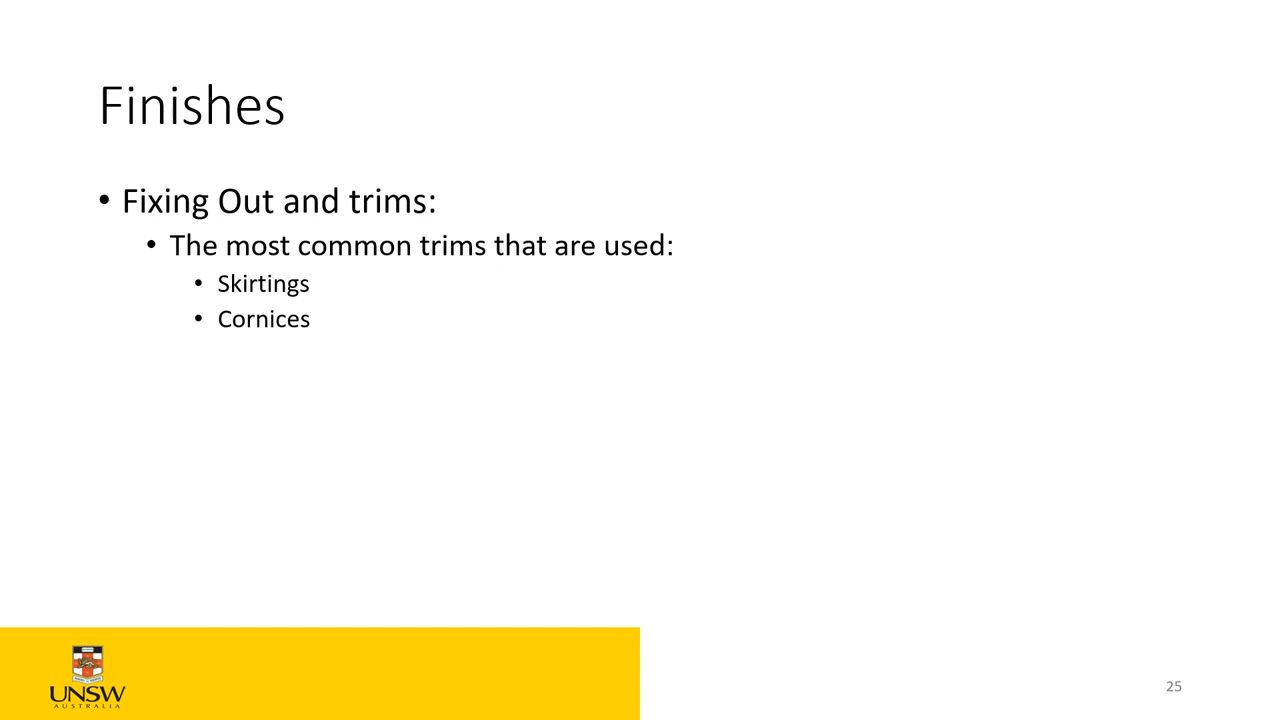 Finishes
• Fixing Out and trims:
• The most common trims that are used:
• Skirtings
• Cornices
UNSW
AUSTRALIA
25